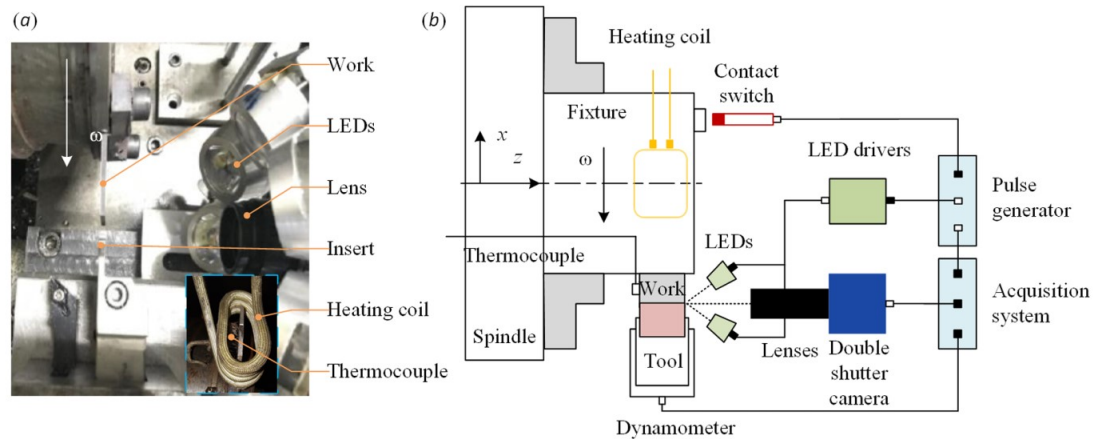 (a)
ω
Work
LEDs
Lens
Insert
Heating coil
Thermocouple
(b)
Heating coil
Contact
switch
Fixture
x
z
ω
LED drivers
Pulse
generator
Thermocouple
LEDs
Work
Spindle
Tool
Lenses
Double
shutter
camera
Acquisition
system
Dynamometer